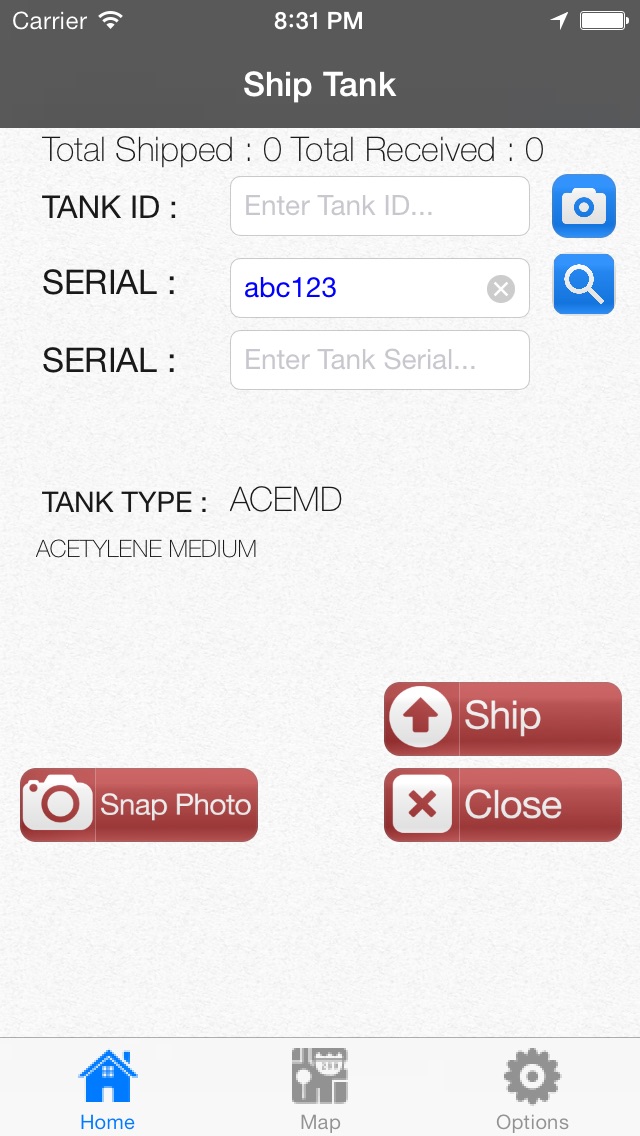 Carrier 8:31 PM
Ship Tank
Total Shipped : 0 Total Received : 0
TANK ID : Enter Tank ID...
SERIAL : abc123
SERIAL : Enter Tank Serial...
TANK TYPE : ACEMD
ACETYLENE MEDIUM
Ship
Snap Photo Close
Home Map Options